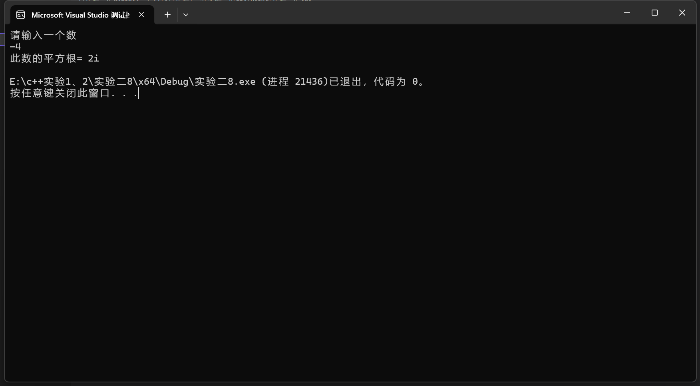 Microsoft Visual Studio 调试
请输入一个数
-4
此数的平方根= 2i
E:\c++实验1、2\实验二8\x64\Debug\实验二8.exe (进程 21436)已退出，代码为 0。
按任意键关闭此窗口. . .